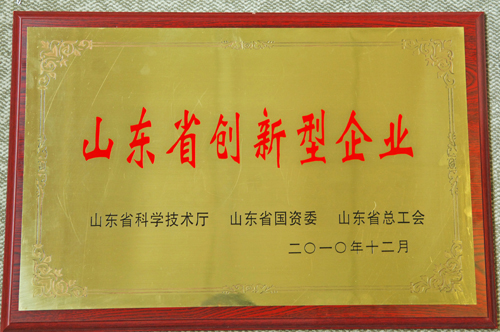 山东省创新型企业
山东省科学技术厅 山东省国资委 山东省总工会
二〇一〇年十二月